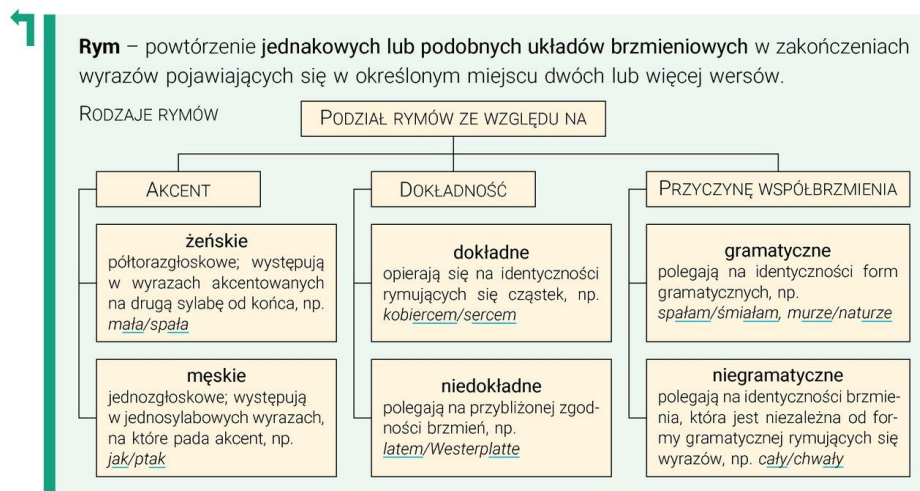 Rym – powtórzenie jednakowych lub podobnych układów brzmieniowych w zakończeniach
wyrazów pojawiających się w określonym miejscu dwóch lub więcej wersów.
RODZAJE RYMÓW
PODZIAŁ RYMÓW ZE WZGLĘDU NA
AKCENT
żeńskie
półtorazgłoskowe; występują
w wyrazach akcentowanych
na drugą sylabę od końca, np.
mała/spała
męskie
jednozgłoskowe; występują
w jednosylabowych wyrazach,
na które pada akcent, np.
jak/ptak
DOKŁADNOŚĆ
dokładne
opierają się na identyczności
rymujących się cząstek, np.
kobiercem/sercem
niedokładne
polegają na przybliżonej zgod-
ności brzmień, np.
latem/Westerplatte
PRZYCZYNĘ WSPÓŁBRZMIENIA
gramatyczne
polegają na identyczności form
gramatycznych, np.
spałam/śmiałam, murze/naturze
niegramatyczne
polegają na identyczności brzmie-
nia, która jest niezależna od for-
my gramatycznej rymujących się
wyrazów, np. cały/chwały